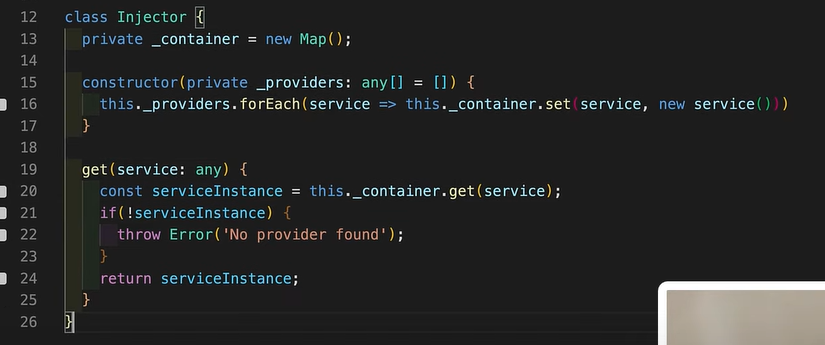 12 class Injector {
13   private _container = new Map();
14
15   constructor(private _providers: any[] = []) {
16     this._providers.forEach(service => this._container.set(service, new service()))
17   }
18
19   get(service: any) {
20     const serviceInstance = this._container.get(service);
21     if(!serviceInstance) {
22       throw Error('No provider found');
23     }
24     return serviceInstance;
25   }
26 }